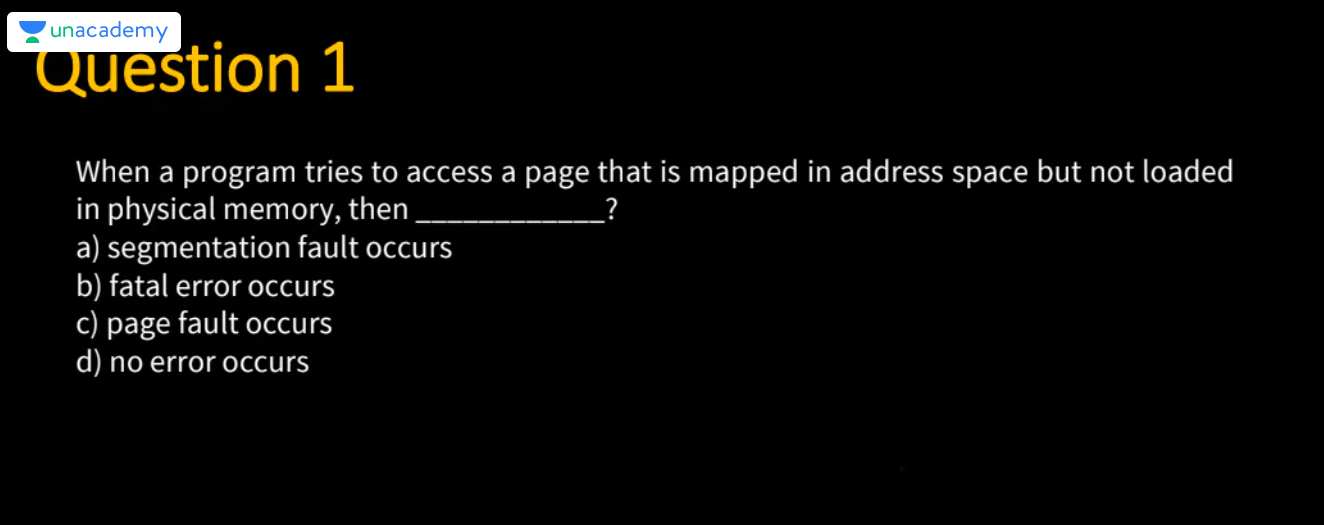 unacademy
Question 1
When a program tries to access a page that is mapped in address space but not loaded
in physical memory, then ____________?
a) segmentation fault occurs
b) fatal error occurs
c) page fault occurs
d) no error occurs